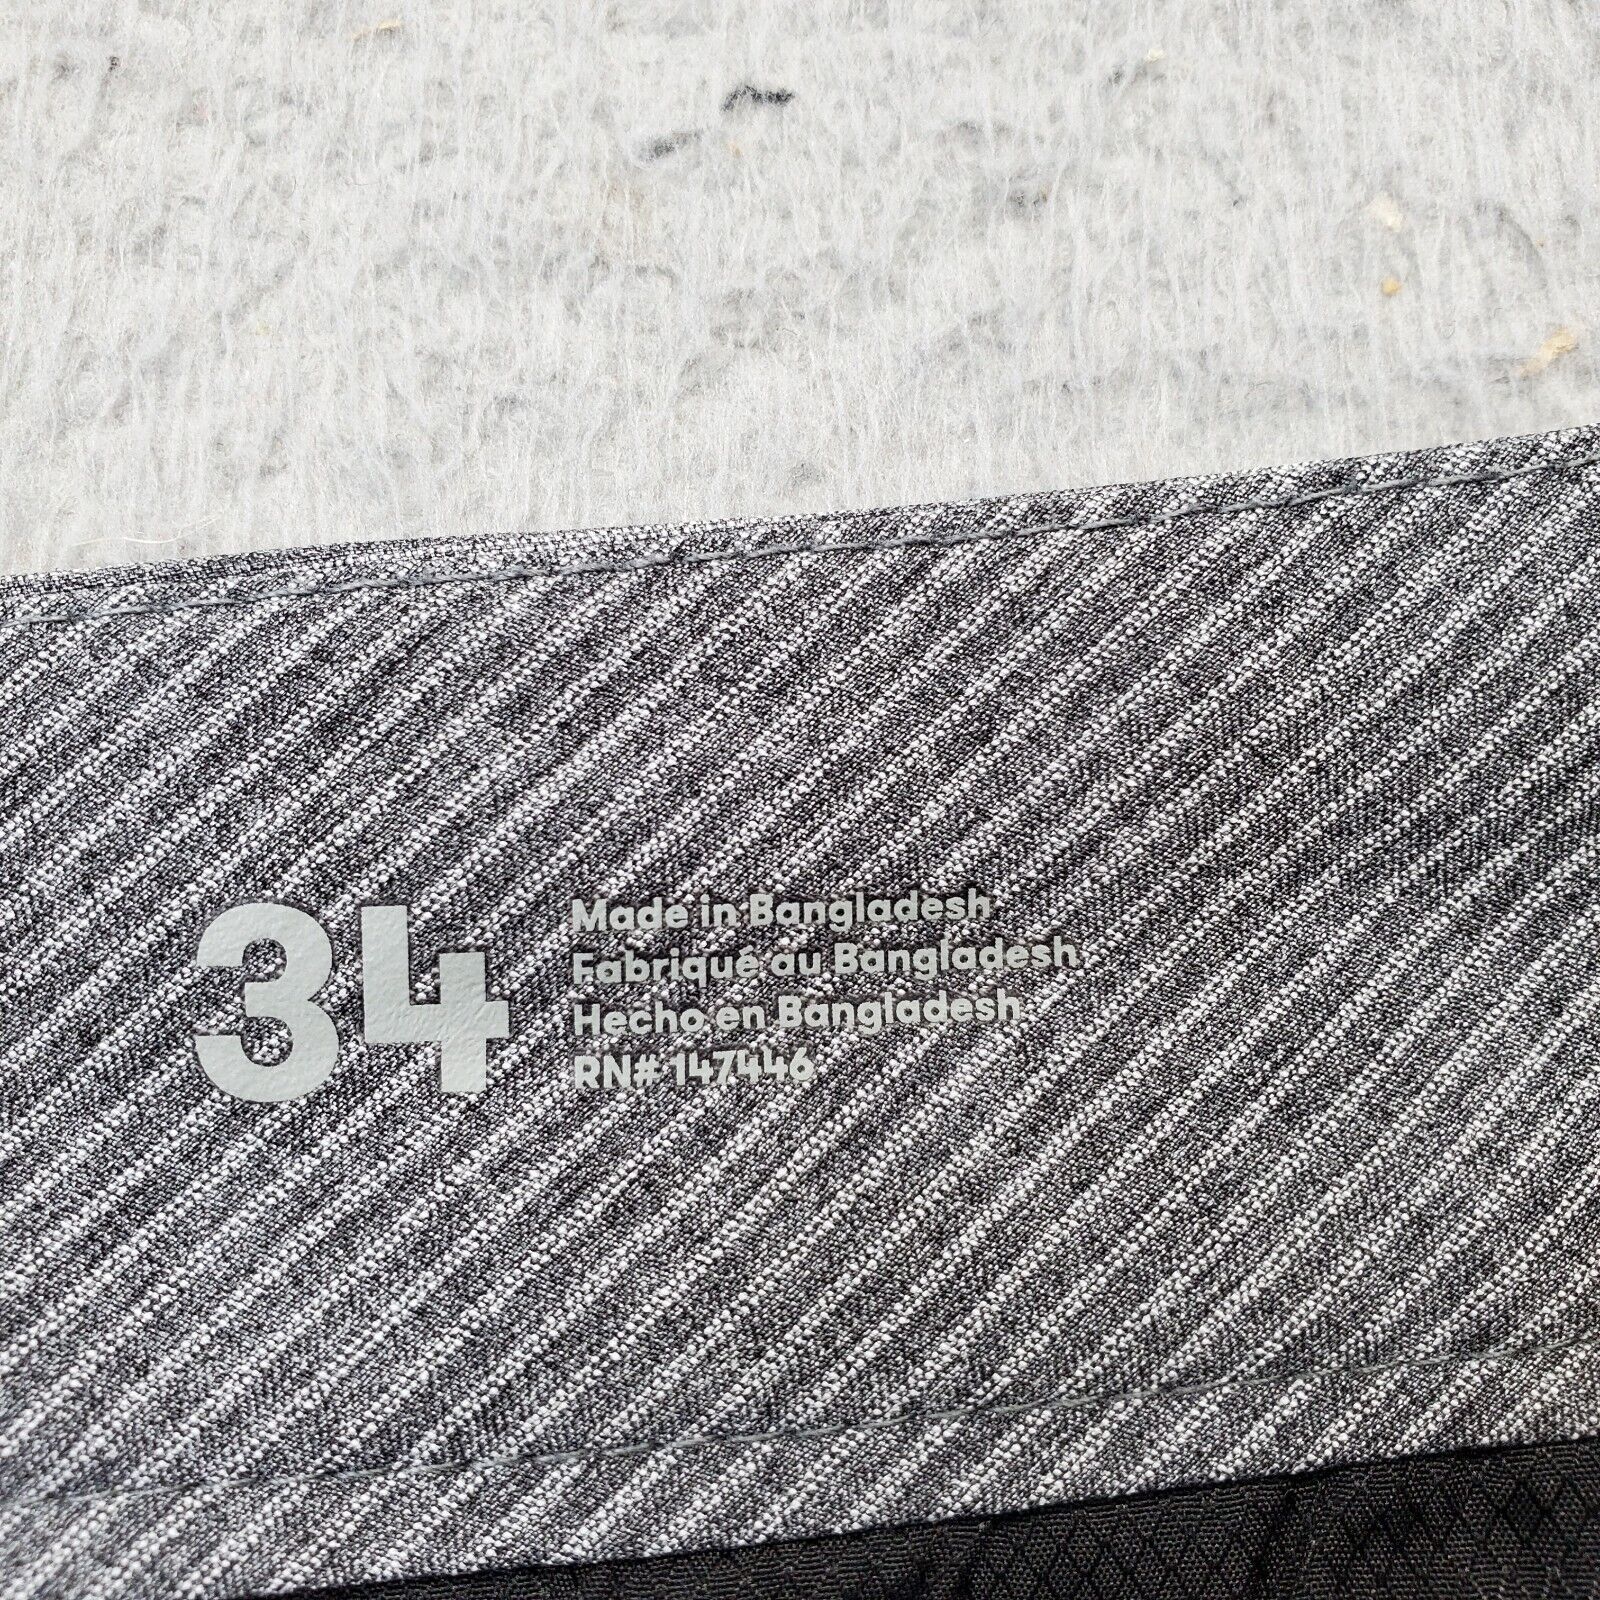 34
Made in Bangladesh
Fabriqué au Bangladesh
Hecho en Bangladesh
RN# 147446